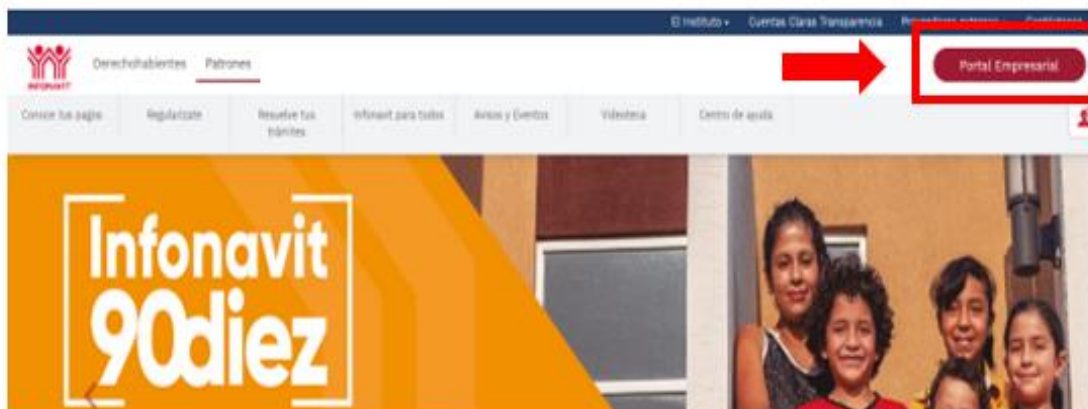 El Instituto Cuentas Claras Transparencia
INFONAVIT
Derechohabientes Patrones
Portal Empresarial
Conoce tus pagos Regularízate Resuelve tus trámites Infonavit para todos Avisos y Eventos Videoteca Centro de ayuda
Infonavit
90diez